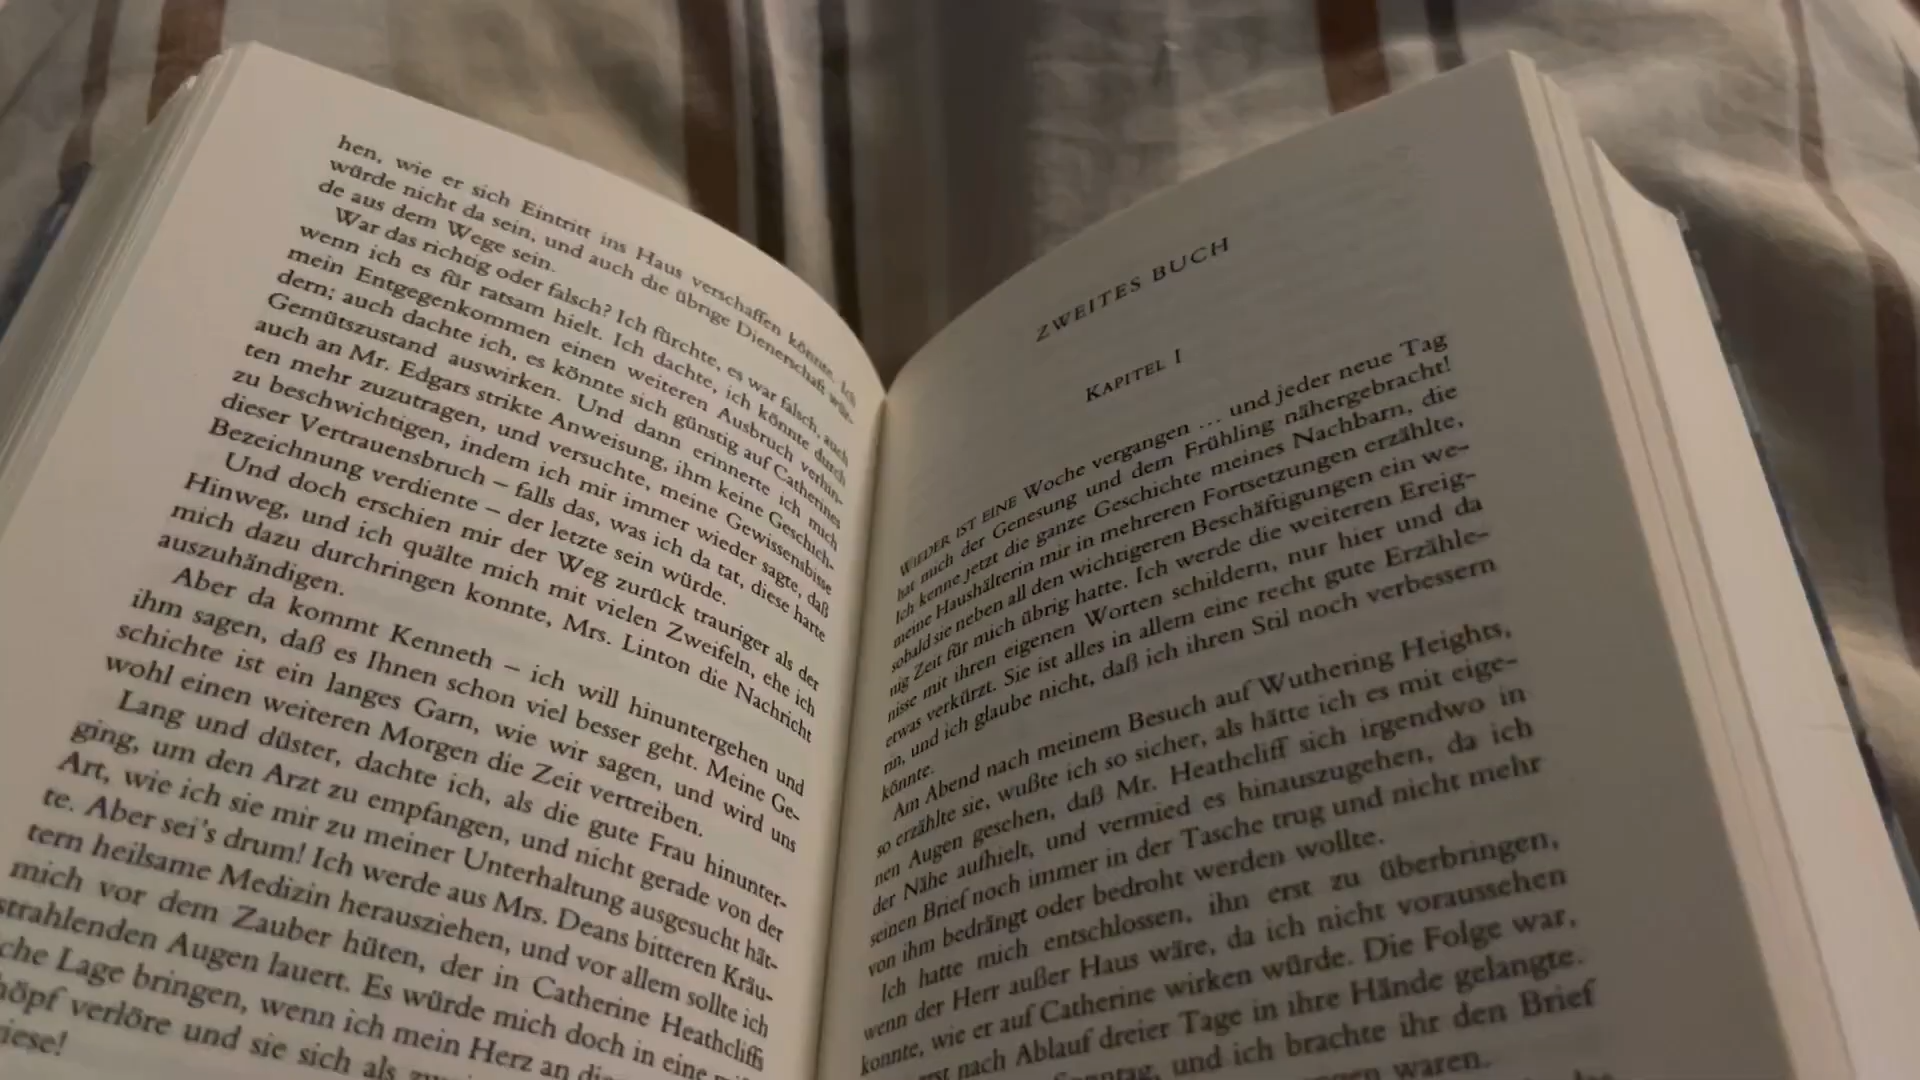 hen, wie er sich Eintritt ins Haus verschaffen könnte. Ich
würde nicht da sein, und auch die übrige Dienerschaft wür-
de aus dem Wege sein.
War das richtig oder falsch? Ich fürchte, es war falsch, auch
wenn ich es für ratsam hielt. Ich dachte, ich könnte durch
mein Entgegenkommen einen weiteren Ausbruch verhin-
dern; auch dachte ich, es könnte sich günstig auf Catherines
Gemütszustand auswirken. Und dann erinnerte ich mich
auch an Mr. Edgars strikte Anweisung, ihm keine Geschich-
ten mehr zuzutragen, und versuchte, meine Gewissensbisse
zu beschwichtigen, indem ich mir immer wieder sagte, daß
dieser Vertrauensbruch – falls das, was ich da tat, diese harte
Bezeichnung verdiente – der letzte sein würde.
Und doch erschien mir der Weg zurück trauriger als der
Hinweg, und ich quälte mich mit vielen Zweifeln, ehe ich
mich dazu durchringen konnte, Mrs. Linton die Nachricht
auszuhändigen.
Aber da kommt Kenneth – ich will hinuntergehen und
ihm sagen, daß es Ihnen schon viel besser geht. Meine Ge-
schichte ist ein langes Garn, wie wir sagen, und wird uns
wohl einen weiteren Morgen die Zeit vertreiben.
Lang und düster, dachte ich, als die gute Frau hinunter-
ging, um den Arzt zu empfangen, und nicht gerade von der
Art, wie ich sie mir zu meiner Unterhaltung ausgesucht hät-
te. Aber sei's drum! Ich werde aus Mrs. Deans bitteren Kräu-
tern heilsame Medizin herausziehen, und vor allem sollte ich
mich vor dem Zauber hüten, der in Catherine Heathcliffs
strahlenden Augen lauert. Es würde mich doch in eine
che Lage bringen, wenn ich mein Herz an
höpf verlöre und sie sich als
iese!
ZWEITES BUCH
KAPITEL I
WIEDER IST EINE Woche vergangen ... und jeder neue Tag
hat mich der Genesung und dem Frühling nähergebracht!
Ich kenne jetzt die ganze Geschichte meines Nachbarn, die
meine Haushälterin mir in mehreren Fortsetzungen erzählte,
sobald sie neben all den wichtigeren Beschäftigungen ein we-
nig Zeit für mich übrig hatte. Ich werde die weiteren Ereig-
nisse mit ihren eigenen Worten schildern, nur hier und da
etwas verkürzt. Sie ist alles in allem eine recht gute Erzähle-
rin, und ich glaube nicht, daß ich ihren Stil noch verbessern
könnte.
Am Abend nach meinem Besuch auf Wuthering Heights,
so erzählte sie, wußte ich so sicher, als hätte ich es mit eige-
nen Augen gesehen, daß Mr. Heathcliff sich irgendwo in
der Nähe aufhielt, und vermied es hinauszugehen, da ich
seinen Brief noch immer in der Tasche trug und nicht mehr
von ihm bedrängt oder bedroht werden wollte.
Ich hatte mich entschlossen, ihn erst zu überbringen,
wenn der Herr außer Haus wäre, da ich nicht voraussehen
konnte, wie er auf Catherine wirken würde. Die Folge war,
erst nach Ablauf dreier Tage in ihre Hände gelangte.
Sonntag, und ich brachte ihr den Brief
waren.